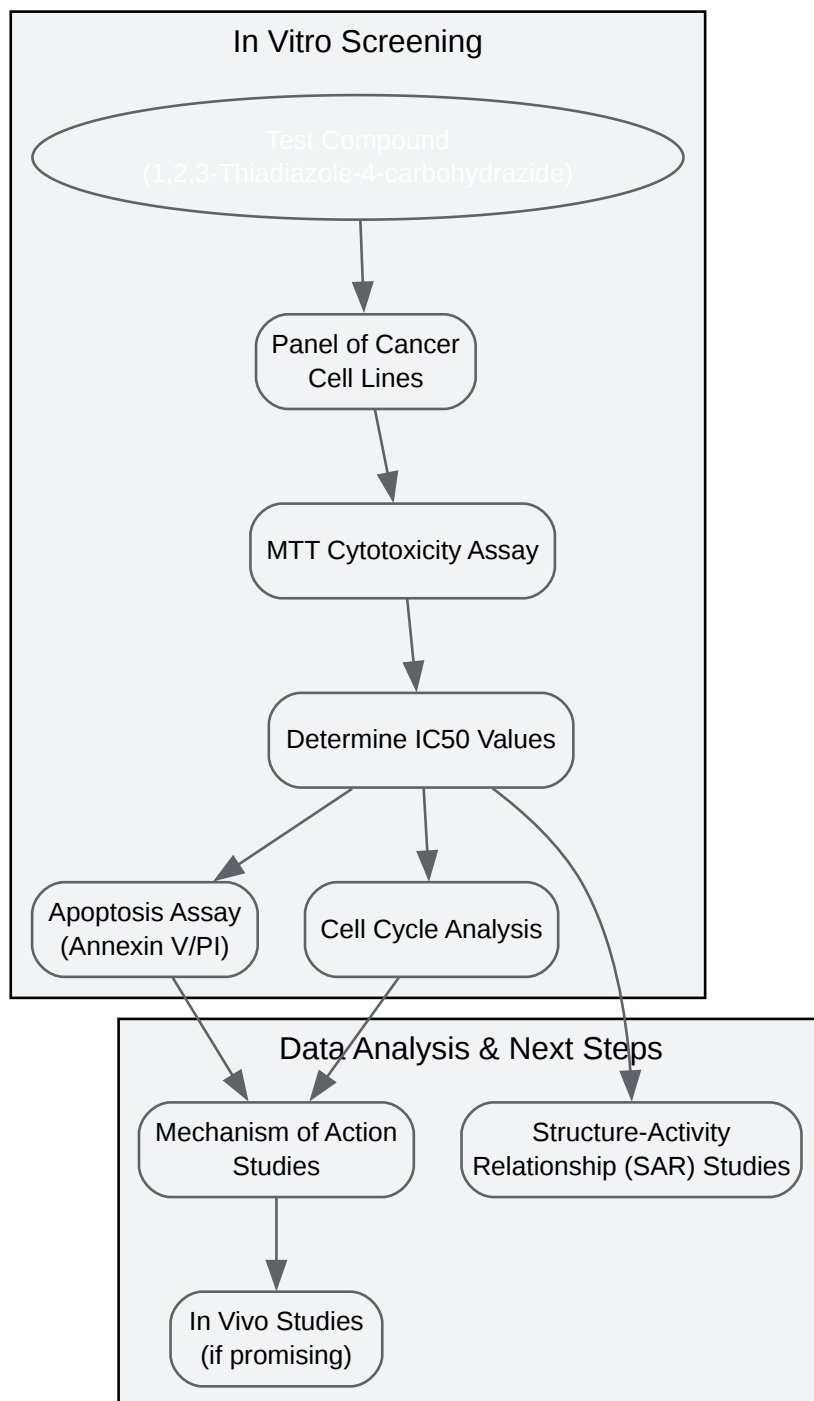 In Vitro Screening
Test Compound
(1,2,3-Thiadiazole-4-carbohydrazide)
Panel of Cancer
Cell Lines
MTT Cytotoxicity Assay
Determine IC50 Values
Apoptosis Assay
(Annexin V/PI)
Cell Cycle Analysis
Data Analysis & Next Steps
Mechanism of Action
Studies
Structure-Activity
Relationship (SAR) Studies
In Vivo Studies
(if promising)